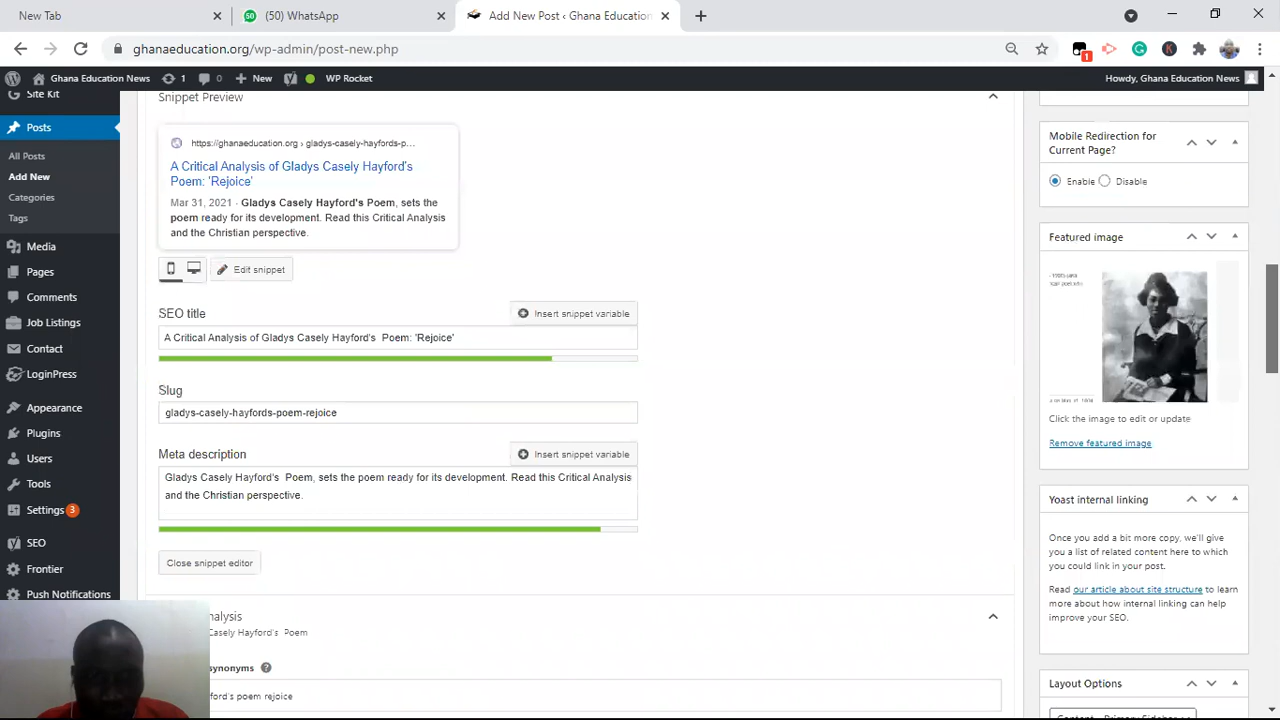 New Tab
(50) WhatsApp
Add New Post ‹ Ghana Education
ghanaeducation.org/wp-admin/post-new.php
1
K
Ghana Education News
1
0
New
WP Rocket
Howdy, Ghana Education News
Site Kit
Posts
All Posts
Add New
Categories
Tags
Media
Pages
Comments
Job Listings
Contact
LoginPress
Appearance
Plugins
Users
Tools
Settings 3
SEO
Frontier
Push Notifications
Snippet Preview
https://ghanaeducation.org › gladys-casely-hayfords-p...
A Critical Analysis of Gladys Casely Hayford's
Poem: 'Rejoice'
Mar 31, 2021 · Gladys Casely Hayford's Poem, sets the
poem ready for its development. Read this Critical Analysis
and the Christian perspective.
Edit snippet
SEO title
Insert snippet variable
A Critical Analysis of Gladys Casely Hayford's  Poem: 'Rejoice'
Slug
gladys-casely-hayfords-poem-rejoice
Meta description
Insert snippet variable
Gladys Casely Hayford's  Poem, sets the poem ready for its development. Read this Critical Analysis
and the Christian perspective.
Close snippet editor
alysis
Casely Hayford's  Poem
synonyms
ford's poem rejoice
Mobile Redirection for
Current Page?
Enable
Disable
Featured image
Click the image to edit or update
Remove featured image
Yoast internal linking
Once you add a bit more copy, we'll give
you a list of related content here to which
you could link in your post.
Read our article about site structure to learn
more about how internal linking can help
improve your SEO.
Layout Options
Content - Primary Sidebar